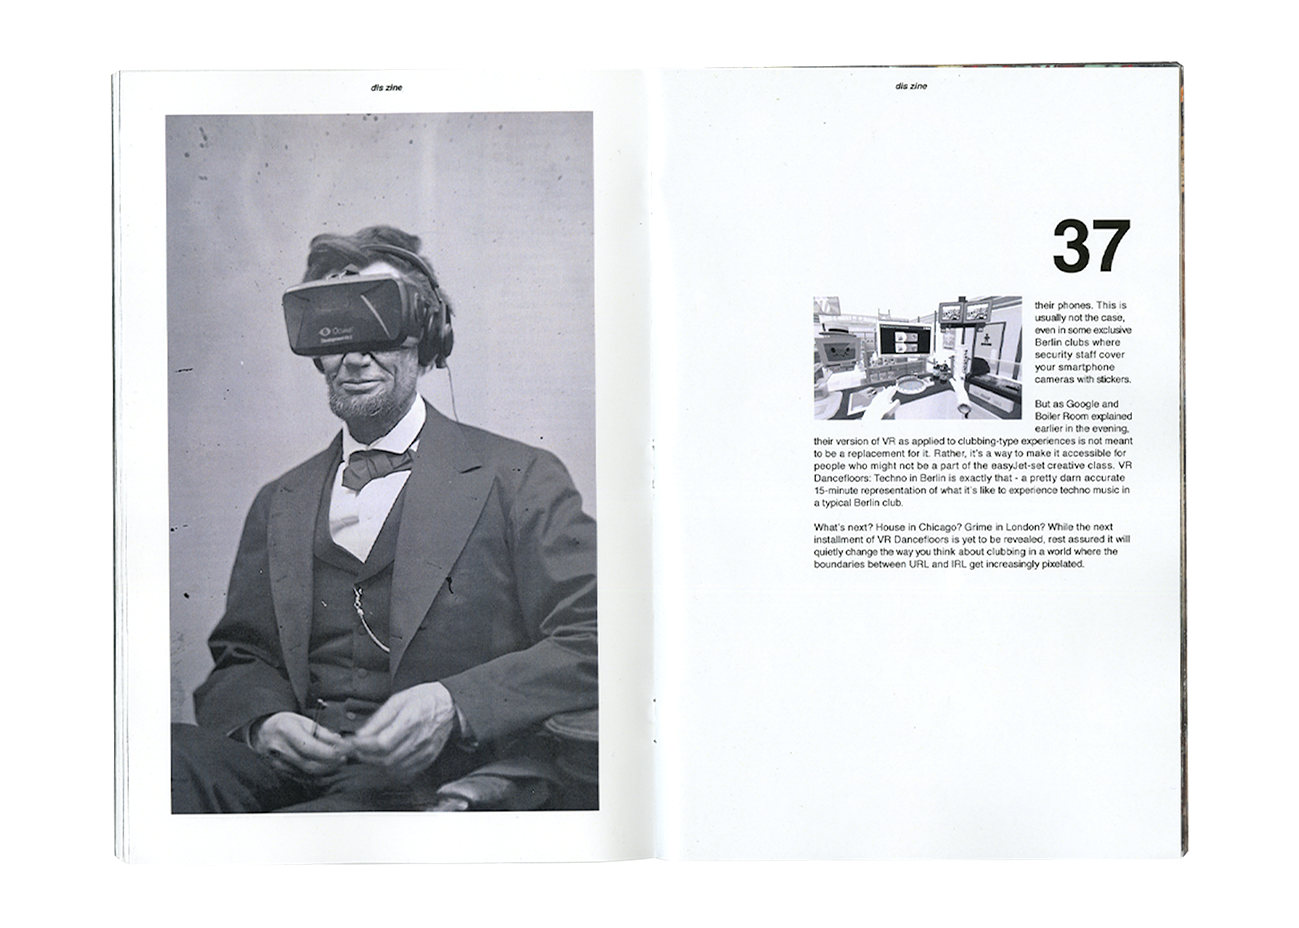 dis zine
Oculus
dis zine
37
their phones. This is
usually not the case,
even in some exclusive
Berlin clubs where
security staff cover
your smartphone
cameras with stickers.
But as Google and
Boiler Room explained
earlier in the evening,
their version of VR as applied to clubbing-type experiences is not meant
to be a replacement for it. Rather, it's a way to make it accessible for
people who might not be a part of the easyJet-set creative class. VR
Dancefloors: Techno in Berlin is exactly that - a pretty darn accurate
15-minute representation of what it's like to experience techno music in
a typical Berlin club.
What's next? House in Chicago? Grime in London? While the next
installment of VR Dancefloors is yet to be revealed, rest assured it will
quietly change the way you think about clubbing in a world where the
boundaries between URL and IRL get increasingly pixelated.